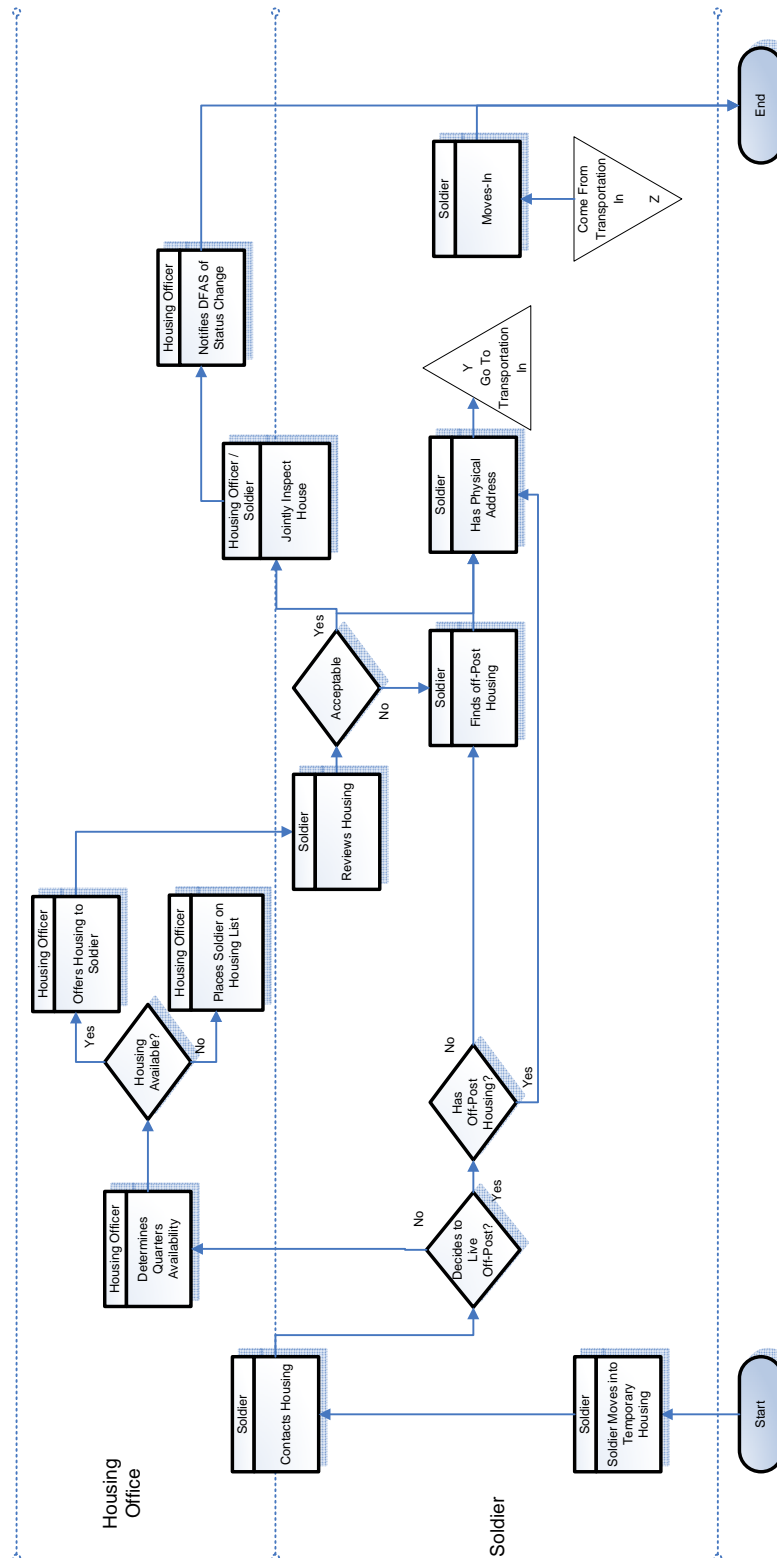 Housing
Office
Soldier
Start
Soldier
Soldier Moves into
Temporary
Housing
Soldier
Contacts Housing
Decides to
Live
Off-Post?
No
Yes
Housing Officer
Determines
Quarters
Availability
Housing
Available?
Yes
No
Housing Officer
Offers Housing to
Soldier
Housing Officer
Places Soldier on
Housing List
Has
Off-Post
Housing?
No
Yes
Soldier
Reviews Housing
Acceptable
Yes
No
Soldier
Finds off-Post
Housing
Housing Officer /
Soldier
Jointly Inspect
House
Soldier
Has Physical
Address
Y
Go To
Transportation
In
Housing Officer
Notifies DFAS of
Status Change
Soldier
Moves-In
Come From
Transportation
In
Z
End